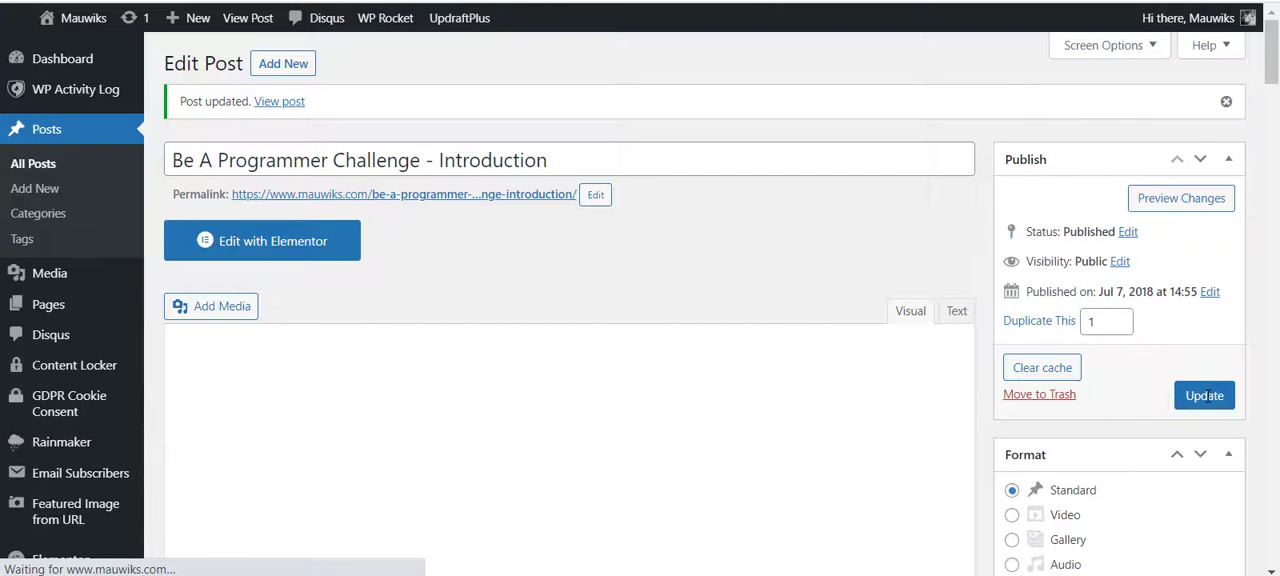 Mauwiks 1 New View Post Disqus WP Rocket UpdraftPlus Hi there, Mauwiks
Dashboard
WP Activity Log
Posts
All Posts
Add New
Categories
Tags
Media
Pages
Disqus
Content Locker
GDPR Cookie
Consent
Rainmaker
Email Subscribers
Featured Image
from URL
Screen Options Help
Edit Post Add New
Post updated. View post
Be A Programmer Challenge - Introduction
Permalink: https://www.mauwiks.com/be-a-programmer-...nge-introduction/ Edit
Edit with Elementor
Add Media
Visual Text
Publish
Preview Changes
Status: Published Edit
Visibility: Public Edit
Published on: Jul 7, 2018 at 14:55 Edit
Duplicate This 1
Clear cache
Move to Trash Update
Format
Standard
Video
Gallery
Audio
Waiting for www.mauwiks.com...